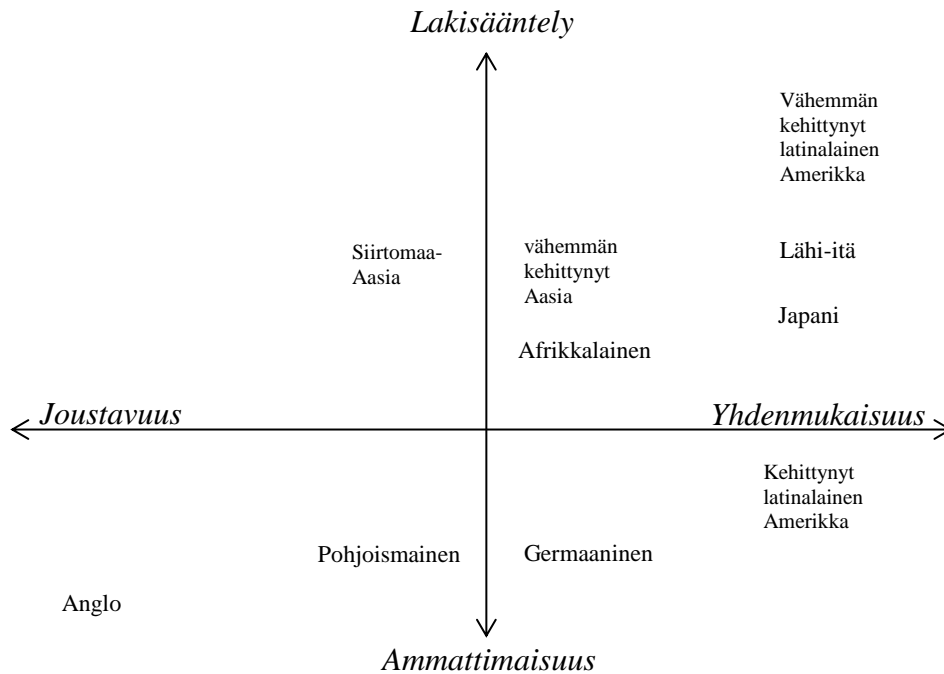 Lakisääntely
Vähemmän
kehittynyt
latinalainen
Amerikka
Siirtomaa-
Aasia
vähemmän
kehittynyt
Aasia
Lähi-itä
Japani
Afrikkalainen
Joustavuus
Yhdenmukaisuus
Kehittynyt
latinalainen
Amerikka
Pohjoismainen
Germaaninen
Anglo
Ammattimaisuus